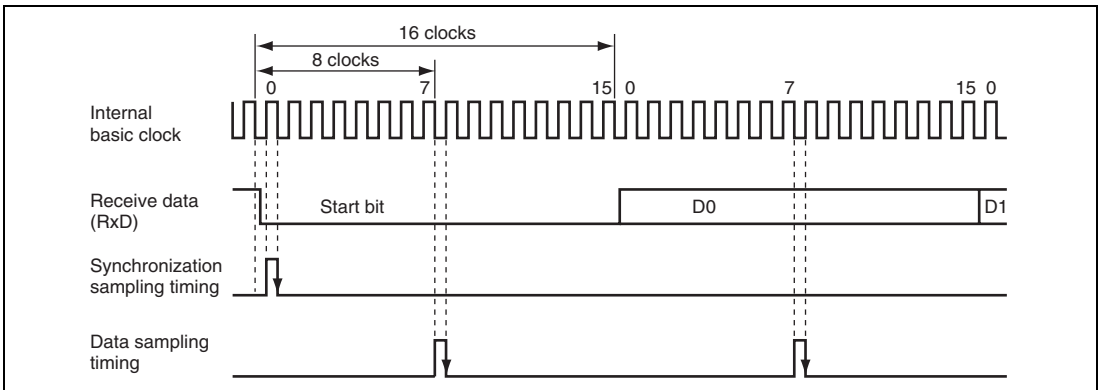 16 clocks
8 clocks
0 7 15 0 7 15 0
Internal
basic clock
Receive data
(RxD)
Start bit D0 D1
Synchronization
sampling timing
Data sampling
timing